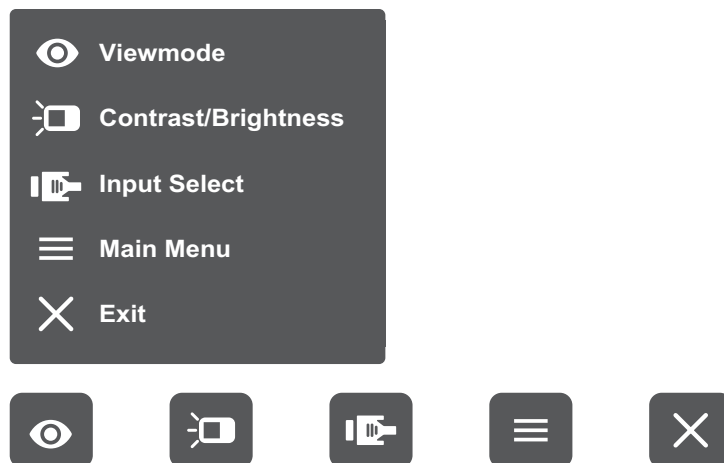 Viewmode
Contrast/Brightness
Input Select
Main Menu
Exit